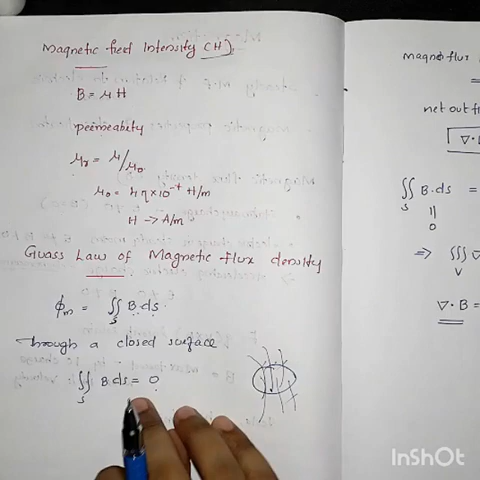 Magnetic field Intensity (H).
B = μ H
permeabity
μr = μ/μ0
μ0 = 4π×10⁻⁷ H/m
H → A/m
Guass Law of Magnetic flux density
ϕm = ∬ B.ds
S
Through a closed surface
∬ B.ds = 0
S
magnetic flux
net out f
∇.
∬ B.ds =
S
||
0
⇒ ∭ ∇
V
∇.B =
InShOt